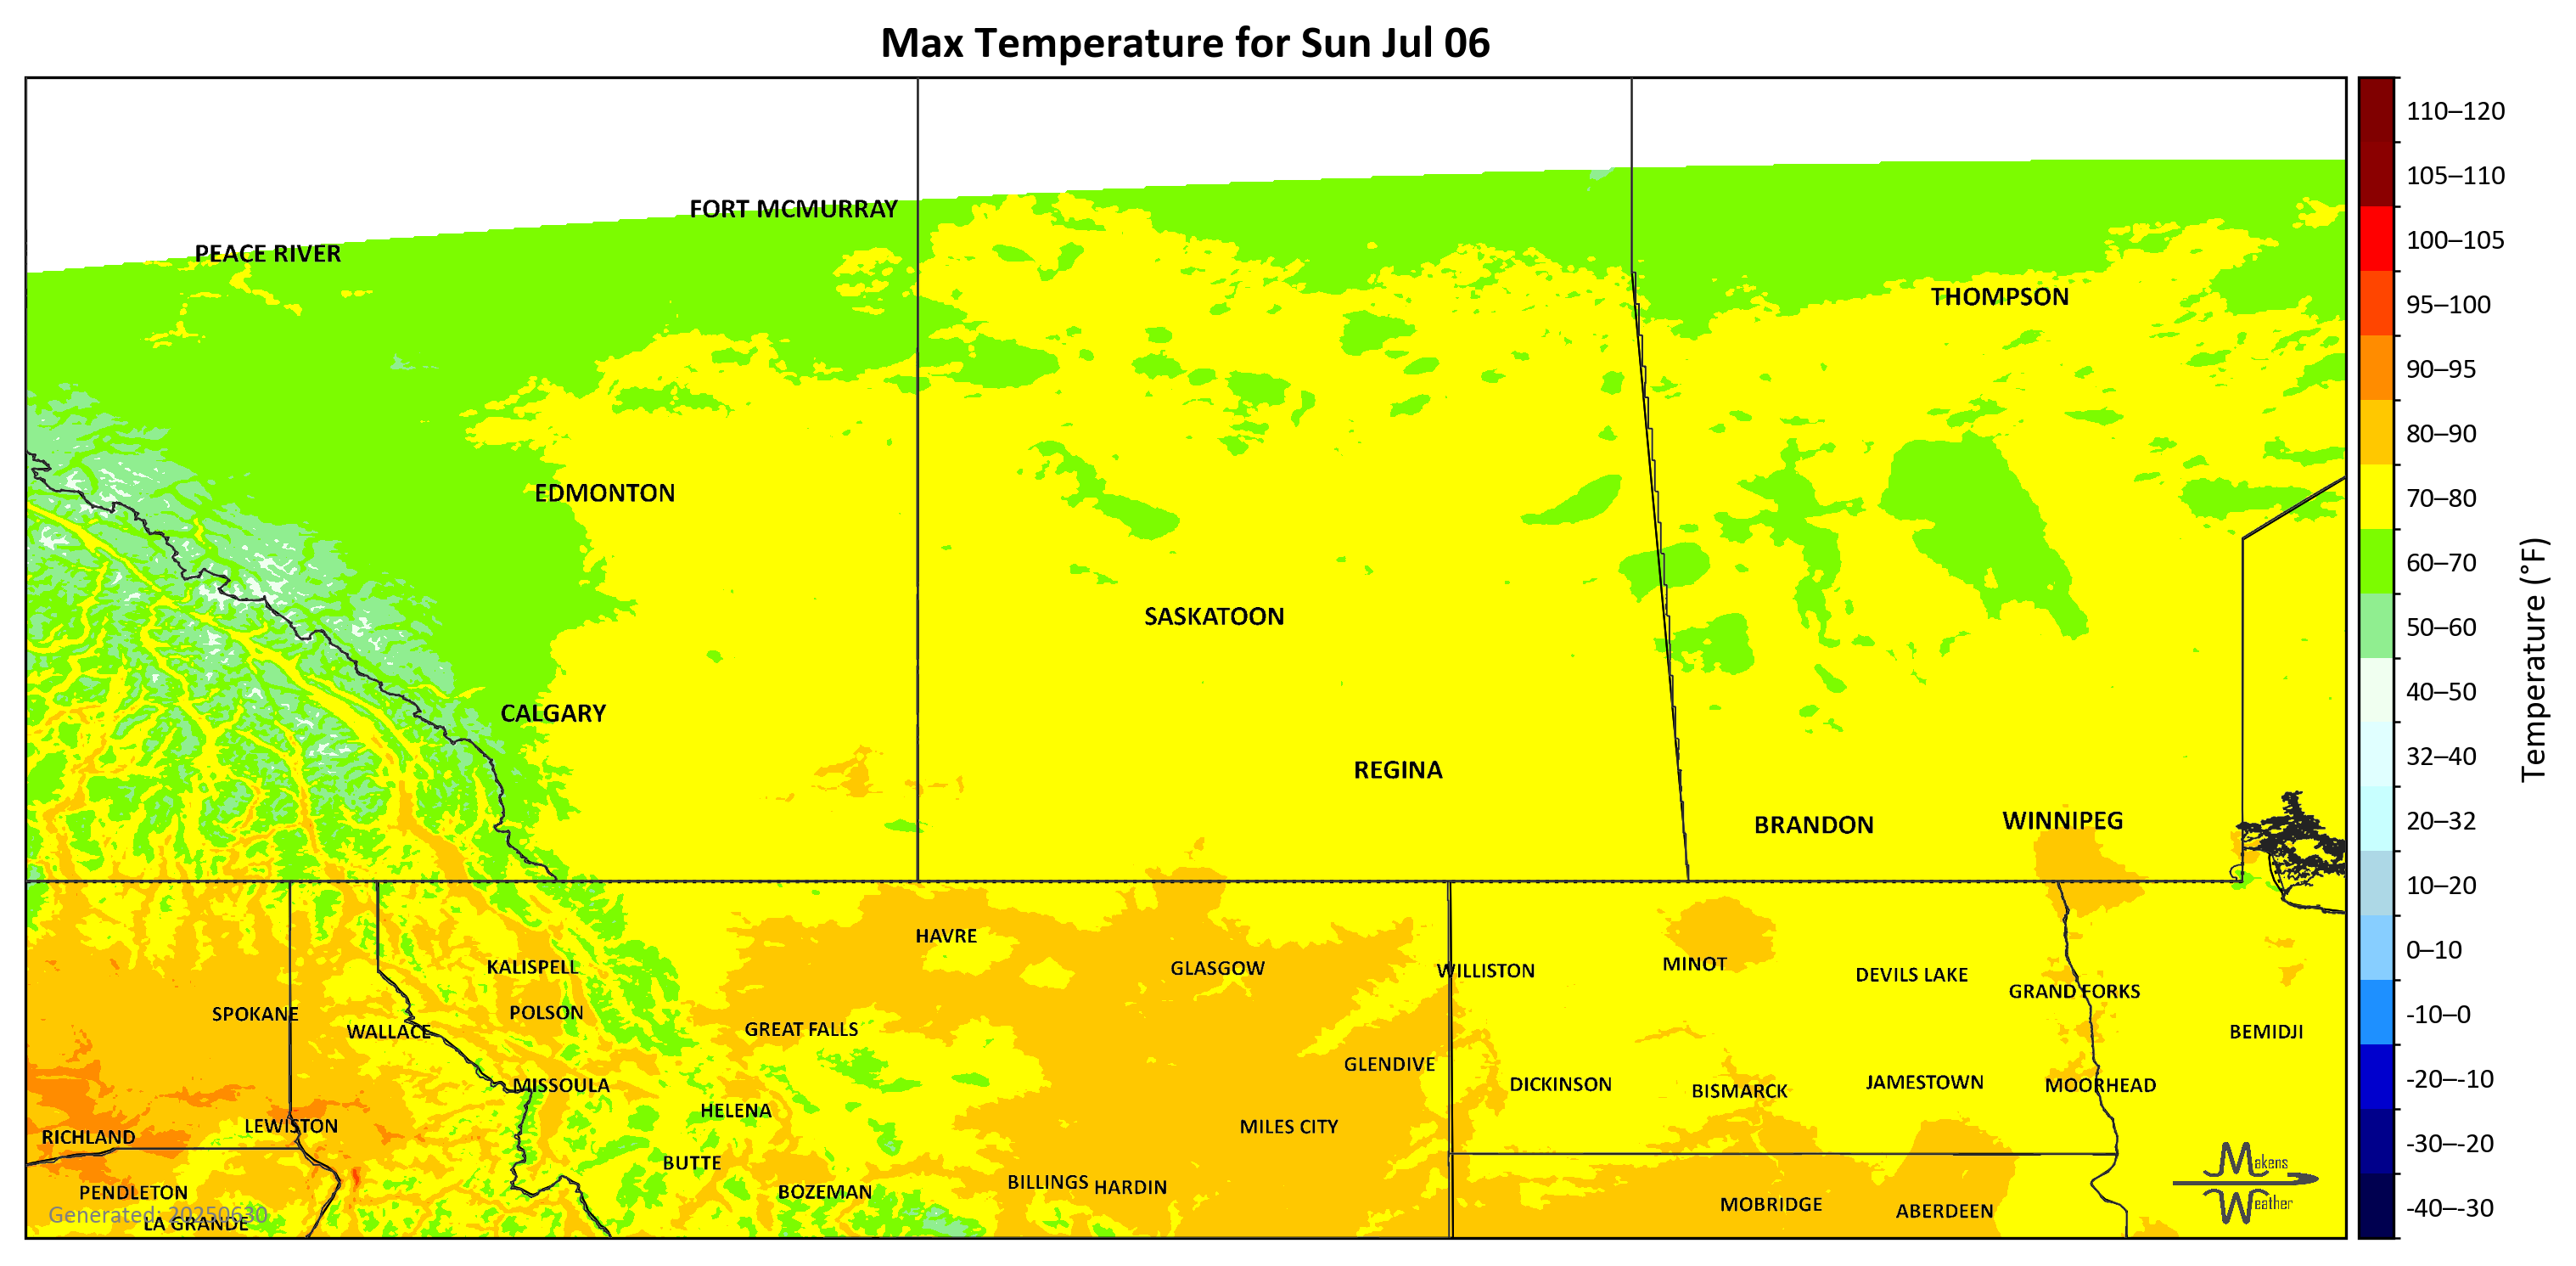 Max Temperature for Sun Jul 06
110–120
105–110
100–105
95–100
90–95
80–90
70–80
60–70
50–60
40–50
32–40
20–32
10–20
0–10
-10–0
-20–-10
-30–-20
-40–-30
Temperature (°F)
FORT MCMURRAY
PEACE RIVER
THOMPSON
EDMONTON
SASKATOON
CALGARY
REGINA
BRANDON
WINNIPEG
HAVRE
KALISPELL
GLASGOW
WILLISTON
MINOT
DEVILS LAKE
GRAND FORKS
SPOKANE
POLSON
WALLACE
GREAT FALLS
BEMIDJI
GLENDIVE
MISSOULA
DICKINSON
BISMARCK
JAMESTOWN
MOORHEAD
HELENA
LEWISTON
MILES CITY
RICHLAND
BUTTE
BILLINGS
HARDIN
PENDLETON
BOZEMAN
MOBRIDGE
ABERDEEN
LA GRANDE
Generated: 20250630
Makens
Weather